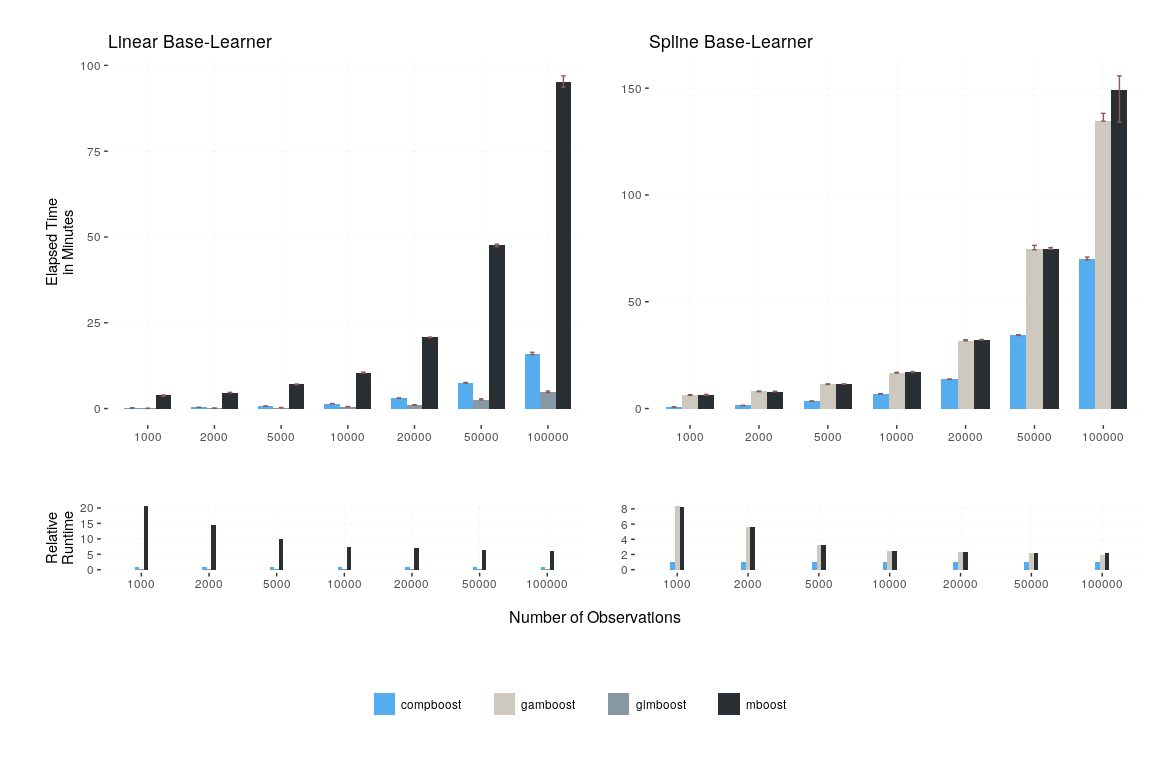 Linear Base-Learner
Elapsed Time
in Minutes
100
75
50
25
0
1000 2000 5000 10000 20000 50000 100000
Spline Base-Learner
150
100
50
0
1000 2000 5000 10000 20000 50000 100000
Relative
Runtime
20
15
10
5
0
1000 2000 5000 10000 20000 50000 100000
8
6
4
2
0
1000 2000 5000 10000 20000 50000 100000
Number of Observations
compboost gamboost glmboost mboost